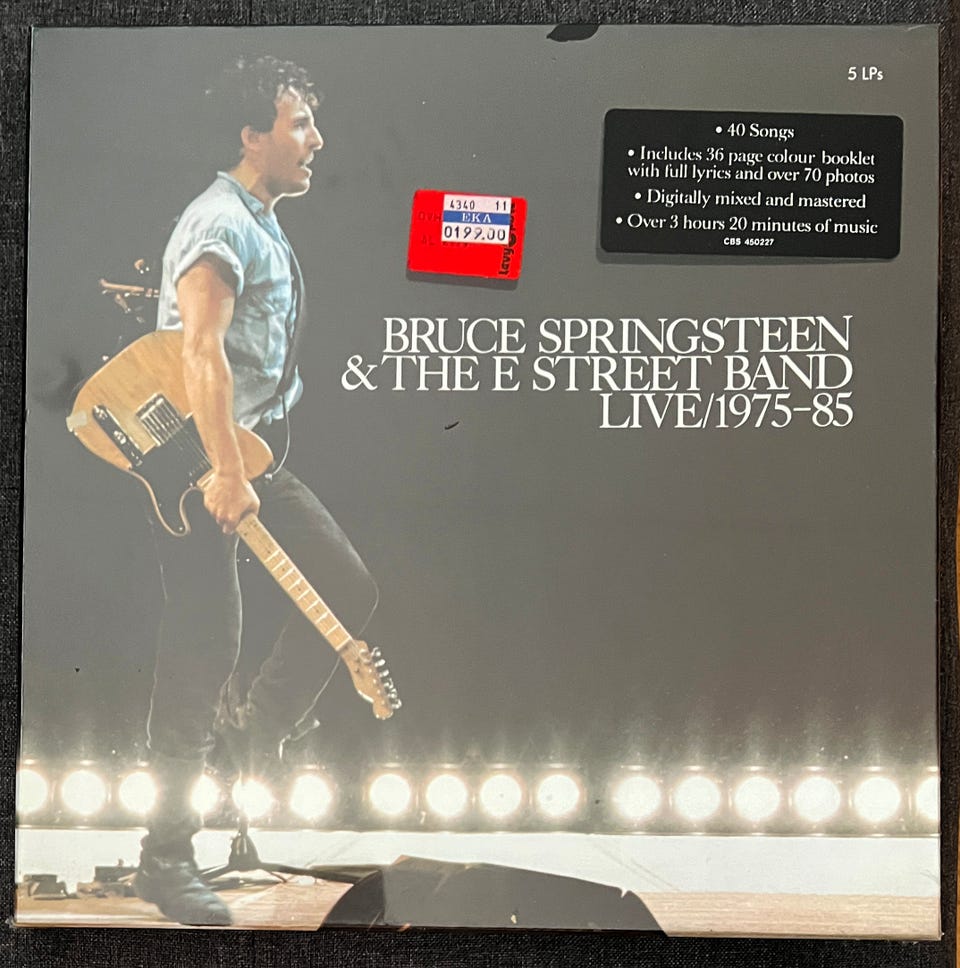 5 LPs
• 40 Songs
• Includes 36 page colour booklet
with full lyrics and over 70 photos
• Digitally mixed and mastered
• Over 3 hours 20 minutes of music
CBS 450227
4340 11
EKA
0199.00
BRUCE SPRINGSTEEN
& THE E STREET BAND
LIVE/1975-85